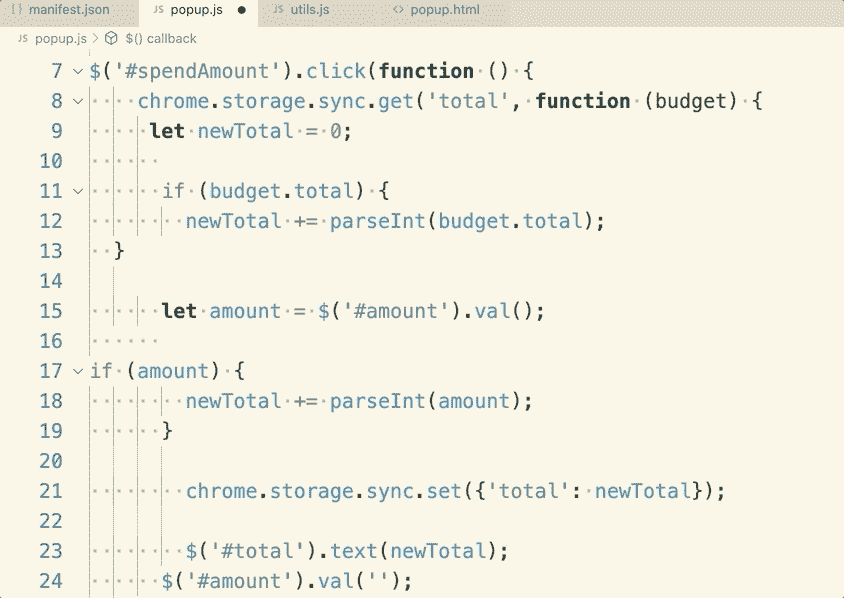 manifest.json popup.js utils.js popup.html
popup.js $() callback
7 $('#spendAmount').click(function () {
8     chrome.storage.sync.get('total', function (budget) {
9      let newTotal = 0;
10
11       if (budget.total) {
12         newTotal += parseInt(budget.total);
13   }
14
15       let amount = $('#amount').val();
16
17 if (amount) {
18         newTotal += parseInt(amount);
19       }
20
21         chrome.storage.sync.set({'total': newTotal});
22
23         $('#total').text(newTotal);
24       $('#amount').val('');